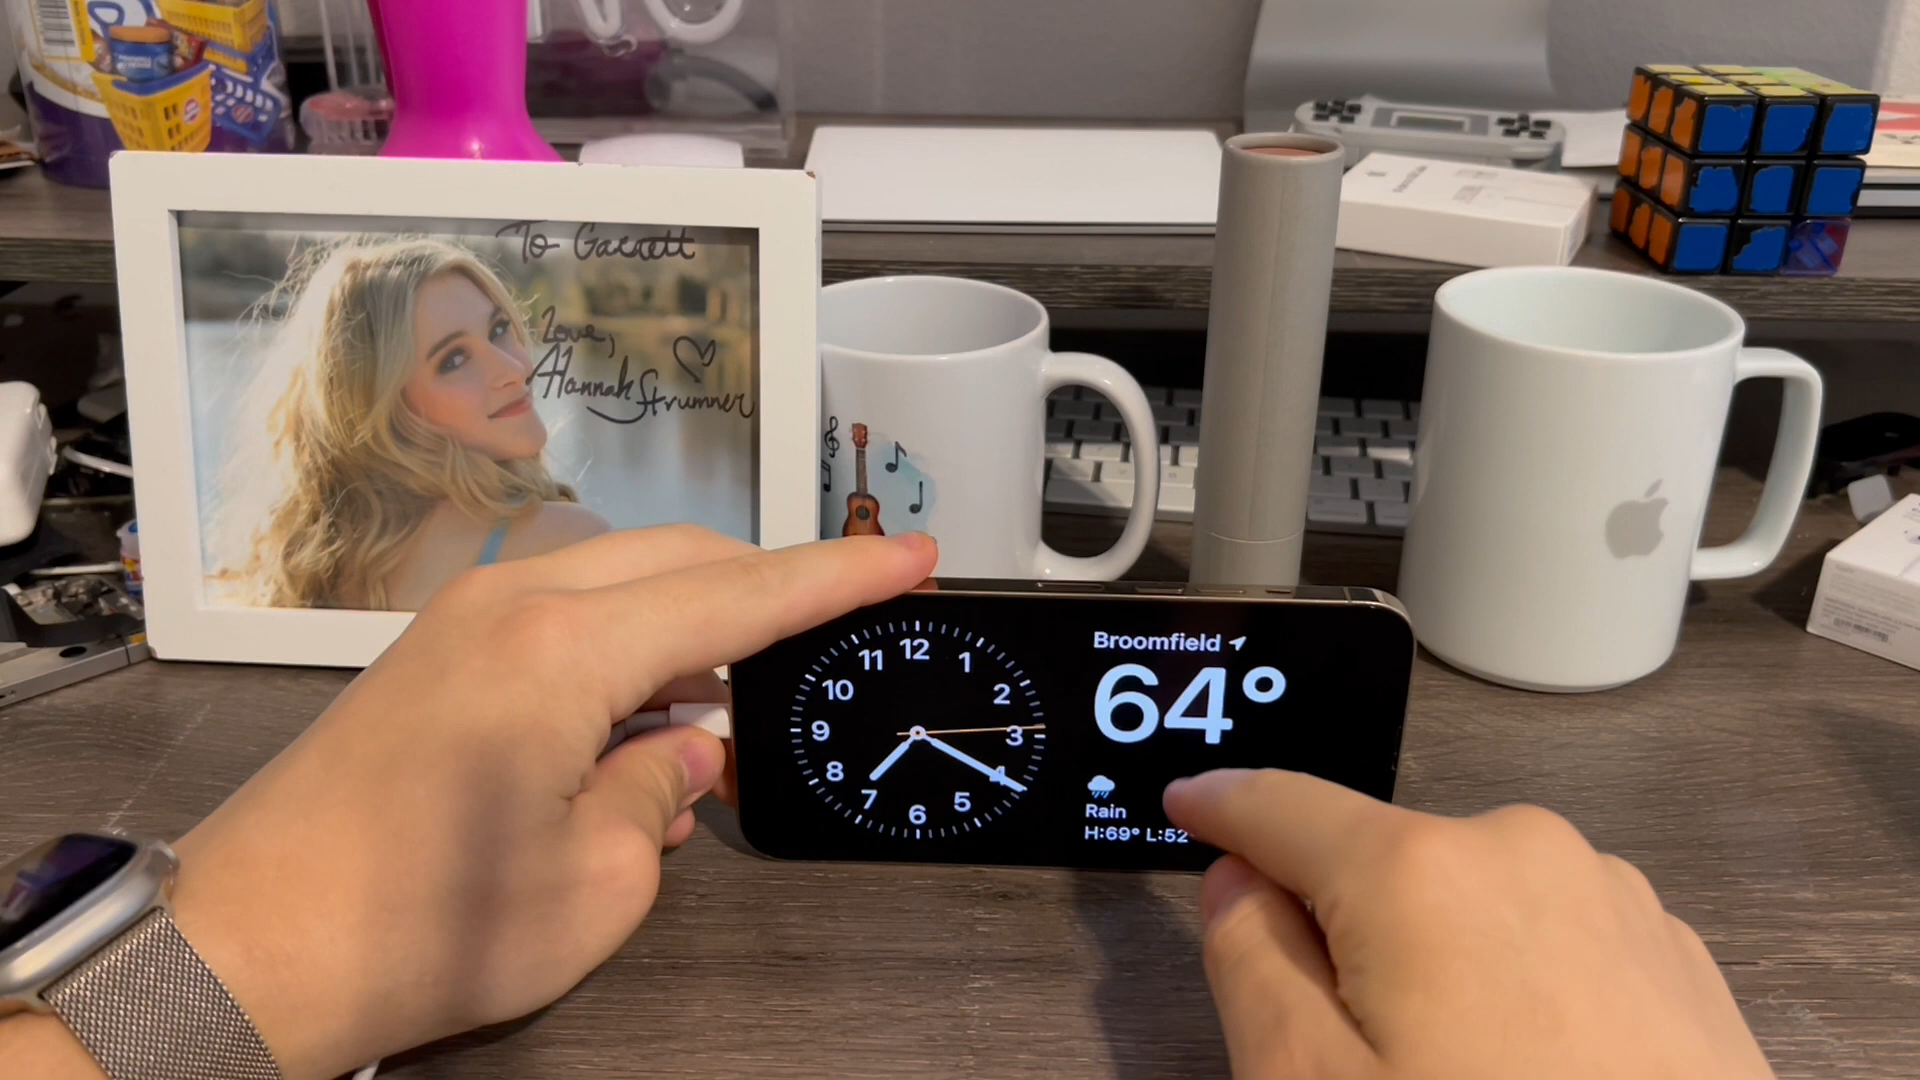 To Garrett
Love,
Hannah Strumner
12
11
1
10
2
9
3
8
4
7
5
6
Broomfield
64°
Rain
H:69° L:52